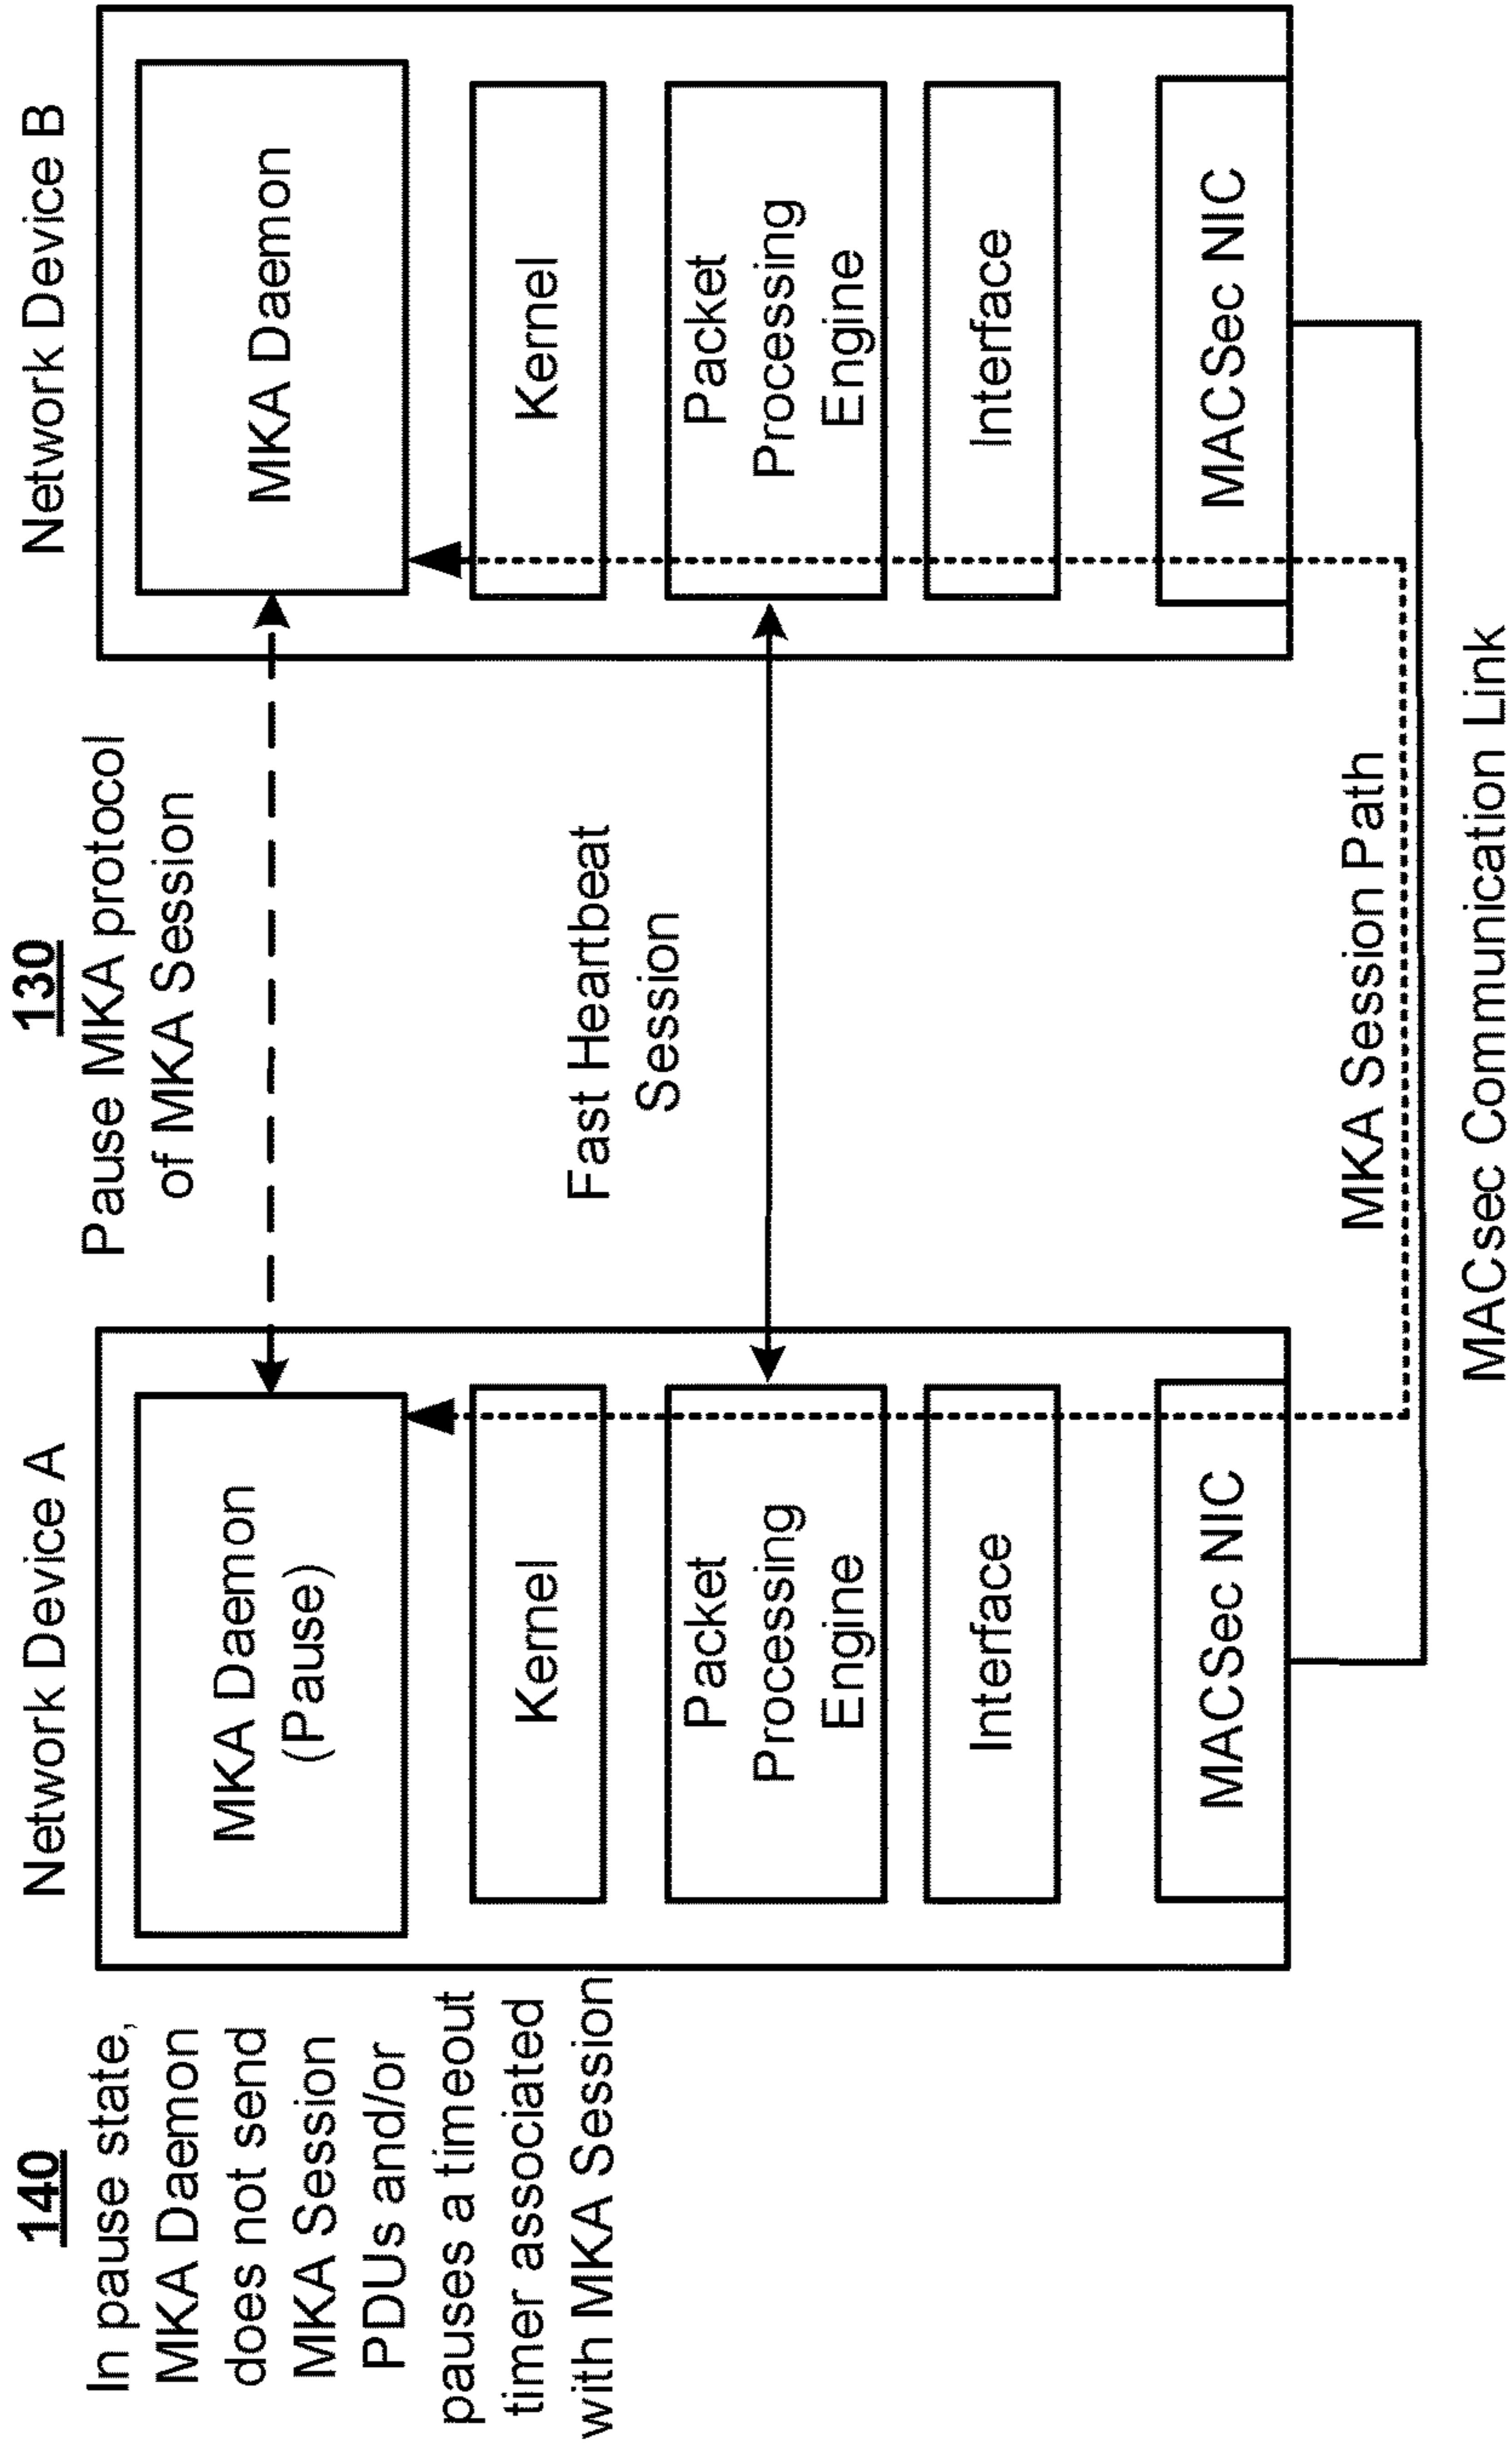 140
In pause state,
MKA Daemon
does not send
MKA Session
PDUs and/or
pauses a timeout
timer associated
with MKA Session
Network Device A
MKA Daemon
(Pause)
Kernel
Packet
Processing
Engine
Interface
MACSec NIC
130
Pause MKA protocol
of MKA Session
Fast Heartbeat
Session
MKA Session Path
MACsec Communication Link
Network Device B
MKA Daemon
Kernel
Packet
Processing
Engine
Interface
MACSec NIC